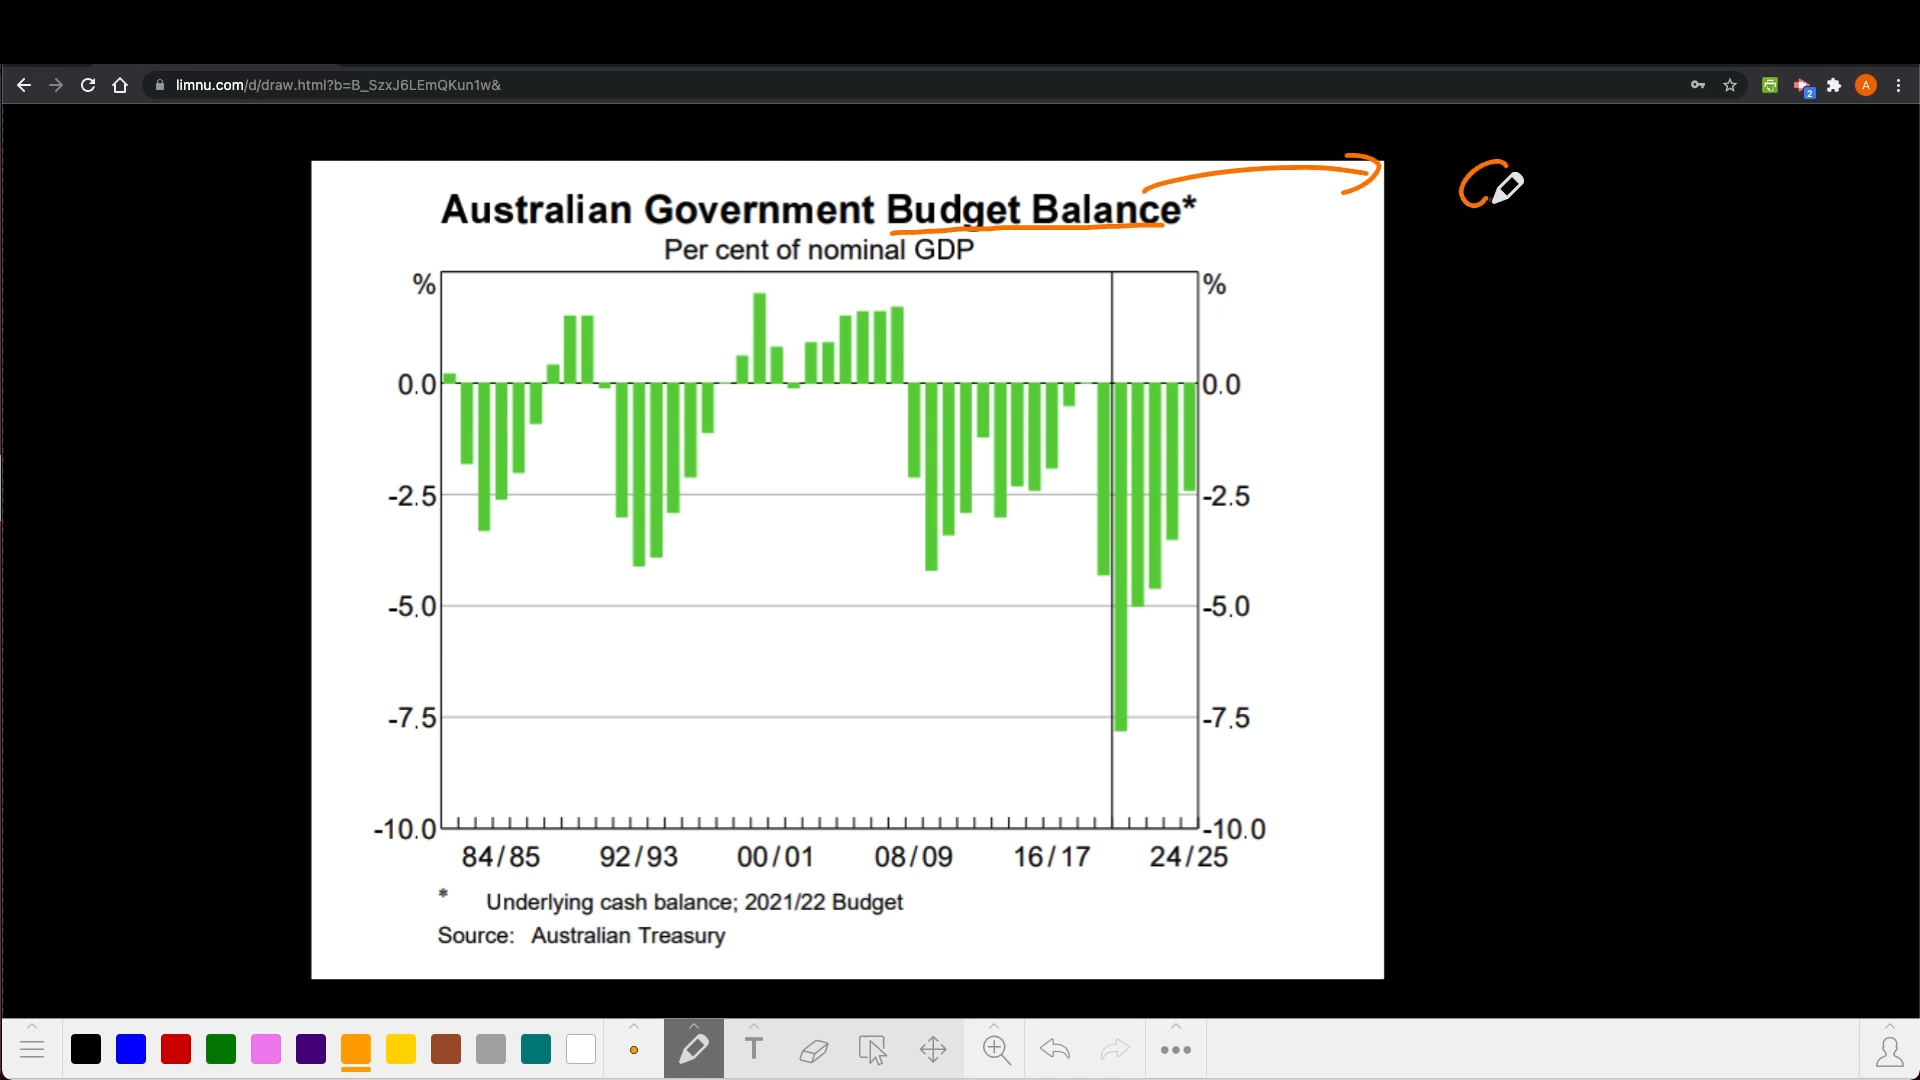 limnu.com/d/draw.html?b=B_SzxJ6LEmQKun1w&
2
A
Australian Government Budget Balance*
Per cent of nominal GDP
% %
0.0 0.0
-2.5 -2.5
-5.0 -5.0
-7.5 -7.5
-10.0 -10.0
84/85 92/93 00/01 08/09 16/17 24/25
* Underlying cash balance; 2021/22 Budget
Source: Australian Treasury
T